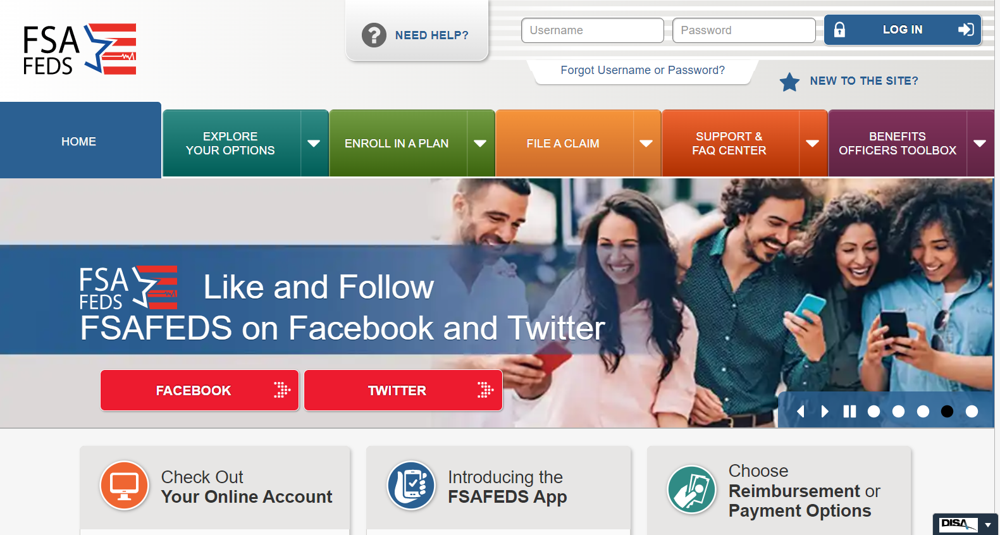 FSA
FEDS
NEED HELP?
Username
Password
LOG IN
Forgot Username or Password?
NEW TO THE SITE?
HOME
EXPLORE
YOUR OPTIONS
ENROLL IN A PLAN
FILE A CLAIM
SUPPORT &
FAQ CENTER
BENEFITS
OFFICERS TOOLBOX
FSA
FEDS
Like and Follow
FSAFEDS on Facebook and Twitter
FACEBOOK
TWITTER
Check Out
Your Online Account
Introducing the
FSAFEDS App
Choose
Reimbursement or
Payment Options
DISA